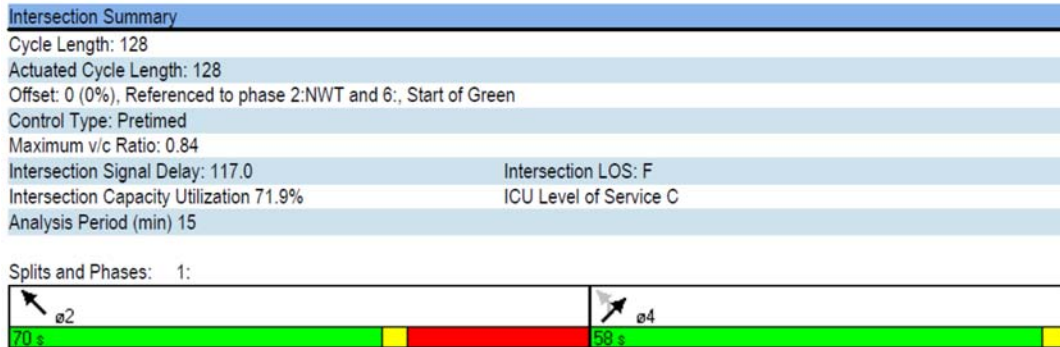 Intersection Summary
Cycle Length: 128
Actuated Cycle Length: 128
Offset: 0 (0%), Referenced to phase 2:NWT and 6:, Start of Green
Control Type: Pretimed
Maximum v/c Ratio: 0.84
Intersection Signal Delay: 117.0 Intersection LOS: F
Intersection Capacity Utilization 71.9% ICU Level of Service C
Analysis Period (min) 15
Splits and Phases: 1:
ø2 ø4
70 s 58 s